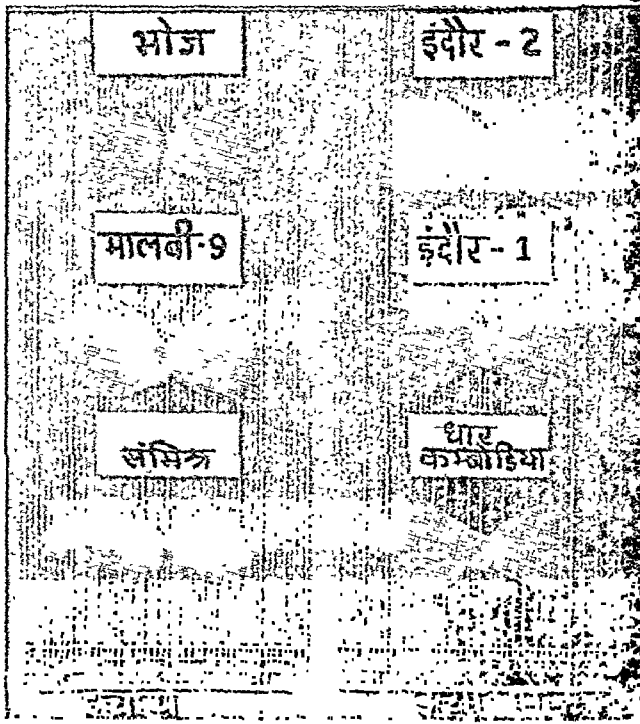 भोज
इंदौर - 2
मालवी-9
इंदौर - 1
संमिश्र
धार
कम्बोडिया